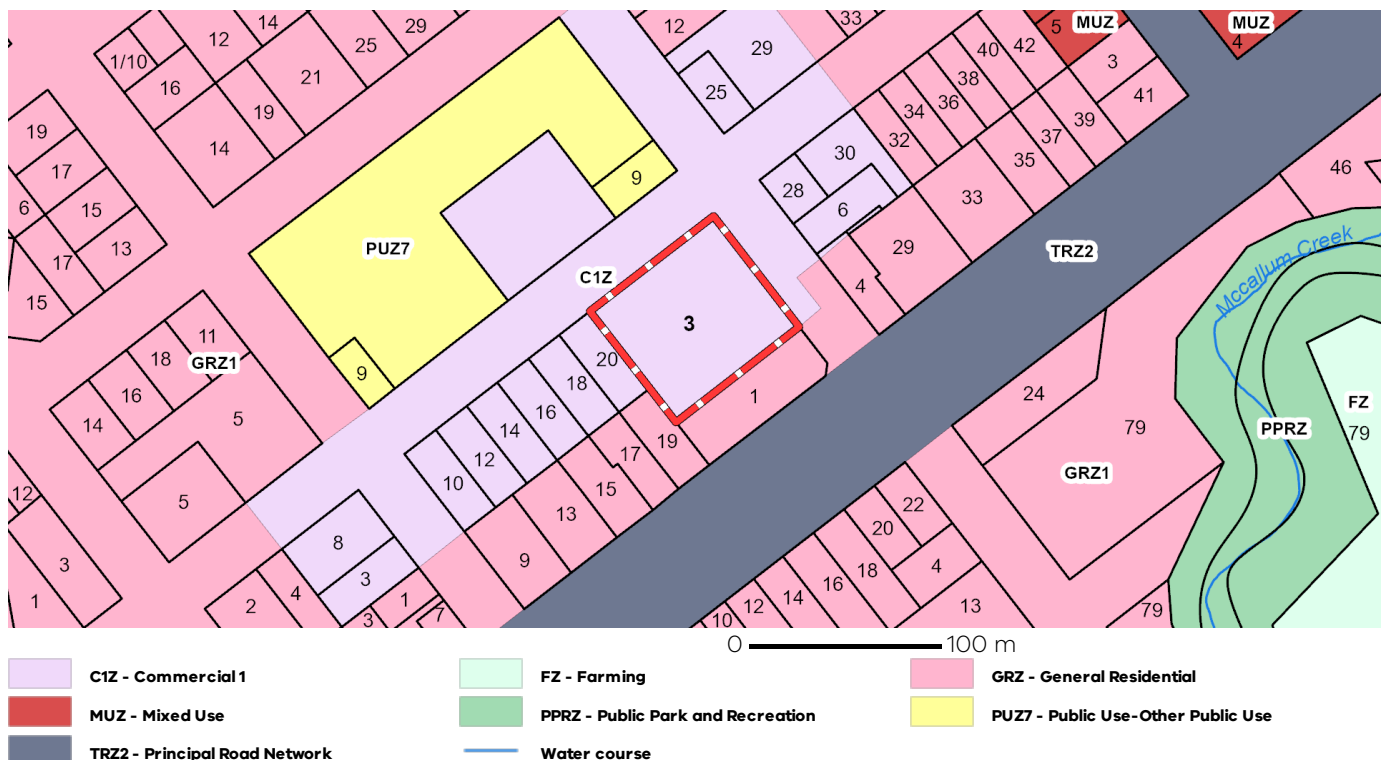 12 14 29 12 33 MUZ MUZ
1/10 25 29 5 4
16 21 25 40 42 3
19 19 34 36 38 41
14 32 37 39
17 30 35 46
6 15 9 28 33
17 13 PUZ7 6 29 TRZ2 Mccallum Creek
15 C1Z 4
3
11 20
18 GRZ1 9 18 1
16 16 24 FZ
14 5 14 17 19 79 PPRZ 79
12 10 15 GRZ1
12 5 13 22
8 20
3 3 9 18 4
1 2 4 1 16 13 79
3 7 10 12 14
0 100 m
C1Z - Commercial 1 FZ - Farming GRZ - General Residential
MUZ - Mixed Use PPRZ - Public Park and Recreation PUZ7 - Public Use-Other Public Use
TRZ2 - Principal Road Network Water course